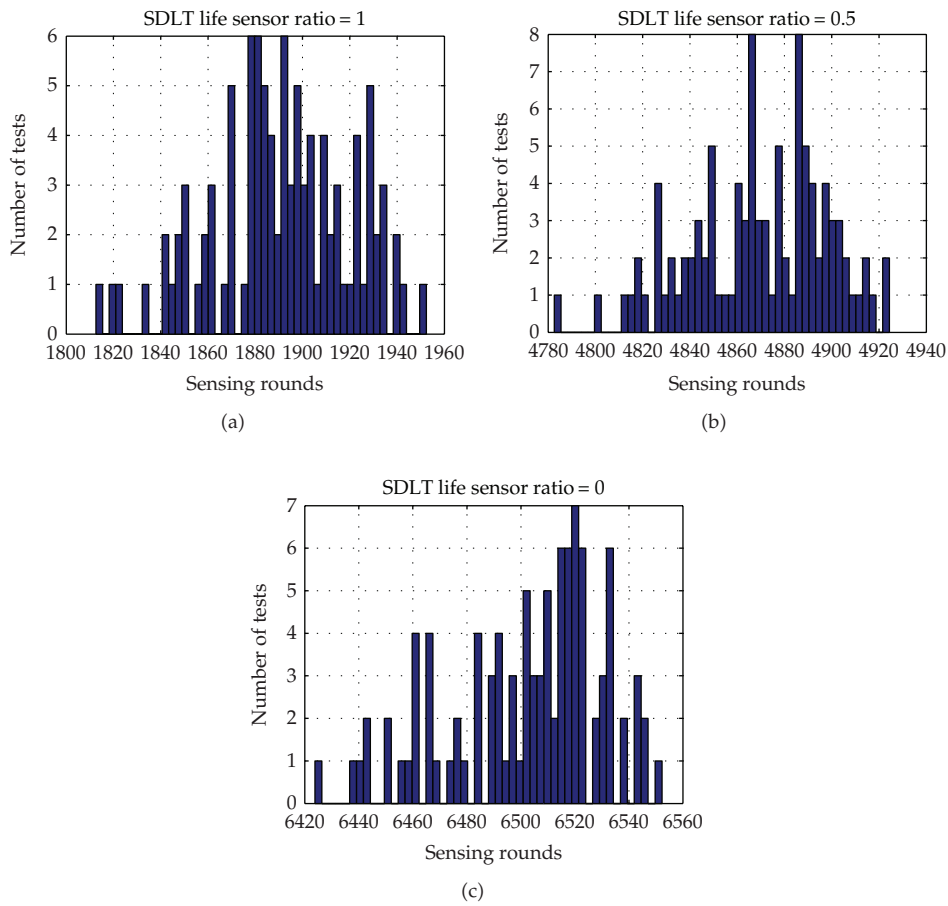 SDLT life sensor ratio = 1
6
5
4
3
2
1
0
Number of tests
1800 1820 1840 1860 1880 1900 1920 1940 1960
Sensing rounds
(a)
SDLT life sensor ratio = 0.5
8
7
6
5
4
3
2
1
0
Number of tests
4780 4800 4820 4840 4860 4880 4900 4920 4940
Sensing rounds
(b)
SDLT life sensor ratio = 0
7
6
5
4
3
2
1
0
Number of tests
6420 6440 6460 6480 6500 6520 6540 6560
Sensing rounds
(c)